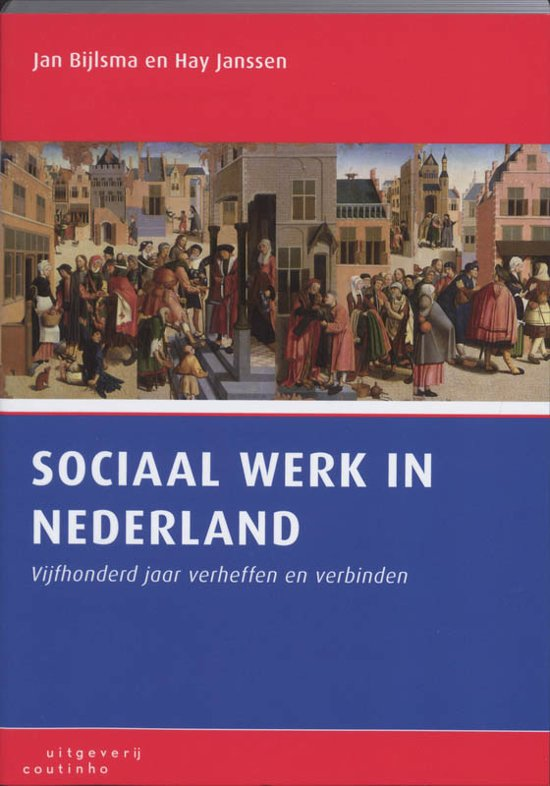 Jan Bijlsma en Hay Janssen
SOCIAAL WERK IN
NEDERLAND
Vijfhonderd jaar verheffen en verbinden
uitgeverij
coutinho